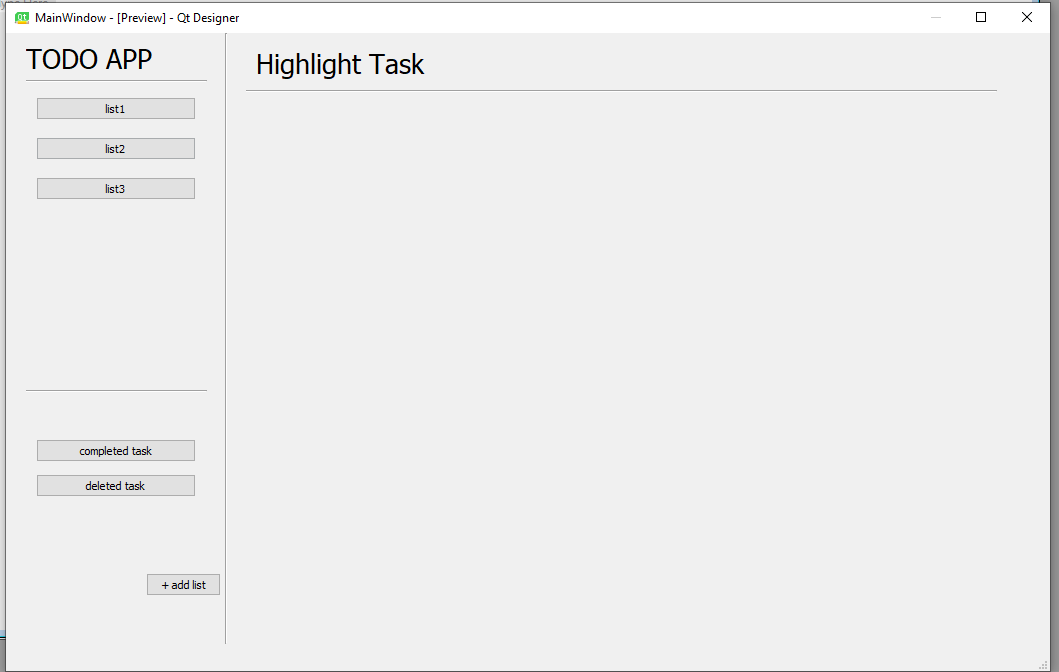 MainWindow - [Preview] - Qt Designer
TODO APP
list1
list2
list3
completed task
deleted task
+ add list
Highlight Task